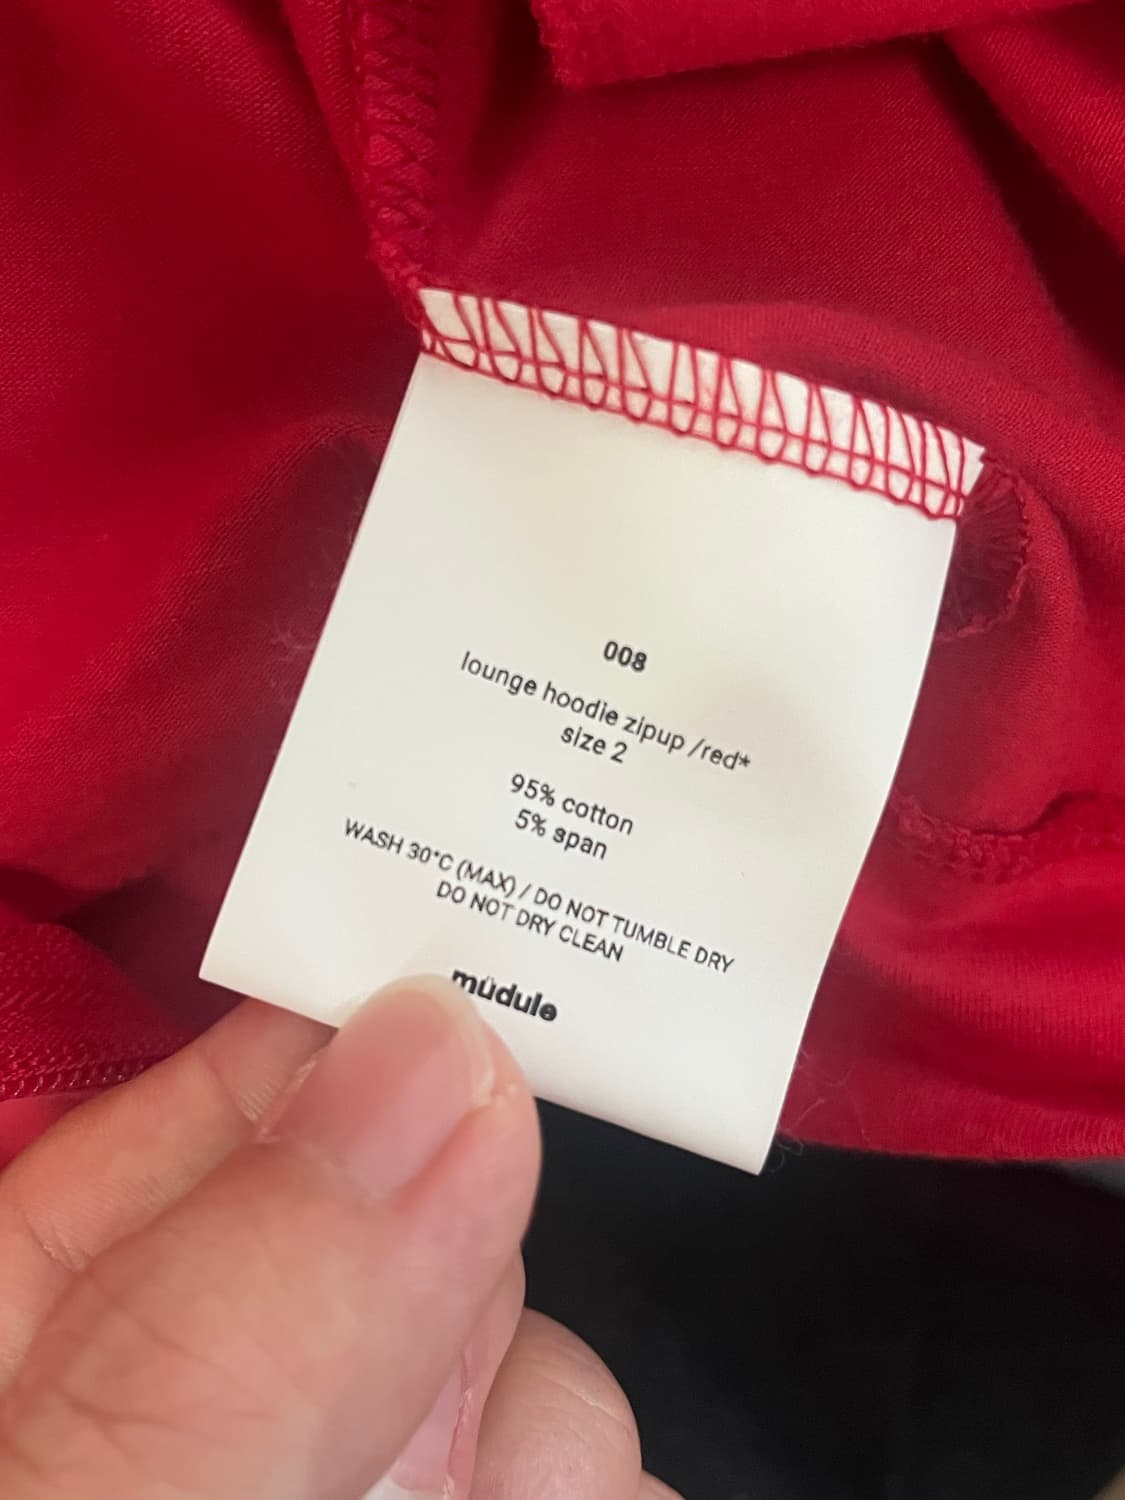 008
lounge hoodie zipup /red*
size 2
95% cotton
5% span
WASH 30°C (MAX) / DO NOT TUMBLE DRY
DO NOT DRY CLEAN
müdule